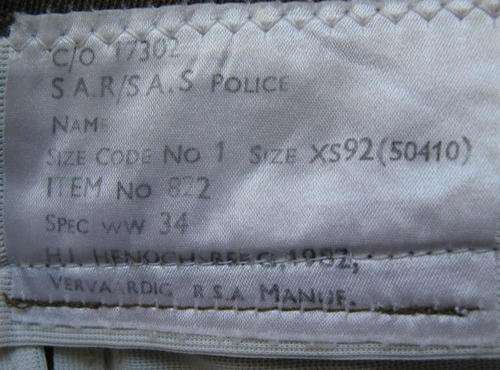 C/O 17302
S.A.R/S.A.S POLICE
NAME
SIZE CODE NO 1 SIZE XS92(50410)
ITEM NO 822
SPEC WW 34
H.J. HENOCHSBERG, 1982,
VERVAARDIG R.S.A MANUF.